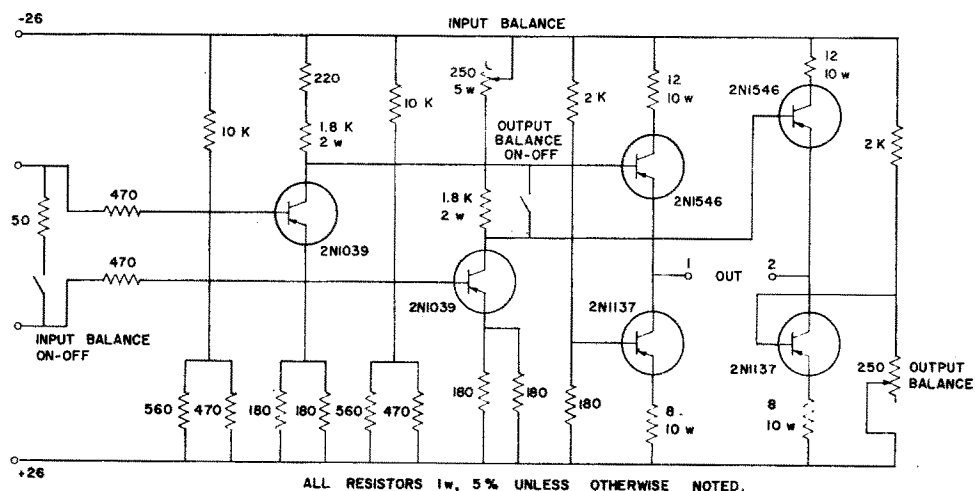 -26
INPUT BALANCE
220
250
5 w
12
10 w
12
10 w
2N1546
10 K
10 K
2 K
1.8 K
2 w
OUTPUT
BALANCE
ON-OFF
2 K
470
50
1.8 K
2 w
2N1546
2N1039
470
1
OUT
2
2N1039
2N1137
INPUT BALANCE
ON-OFF
2N1137
250
OUTPUT
BALANCE
560
470
180
180
560
470
180
180
180
8
10 w
8
10 w
+26
ALL RESISTORS 1w, 5% UNLESS OTHERWISE NOTED.